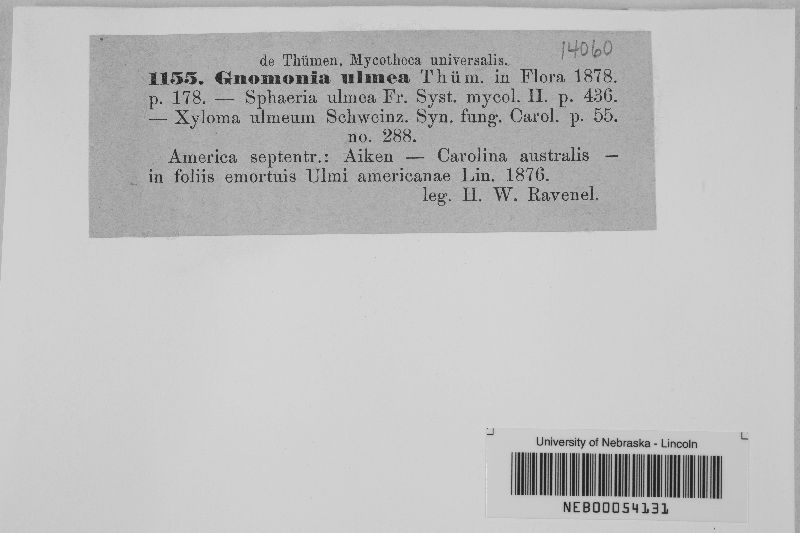 14060
de Thümen, Mycotheca universalis.
1155. Gnomonia ulmea Thüm. in Flora 1878.
p. 178. — Sphaeria ulmea Fr. Syst. mycol. II. p. 436.
— Xyloma ulmeum Schweinz. Syn. fung. Carol. p. 55.
no. 288.
America septentr.: Aiken — Carolina australis —
in foliis emortuis Ulmi americanae Lin. 1876.
leg. H. W. Ravenel.
University of Nebraska - Lincoln
NEB00054131